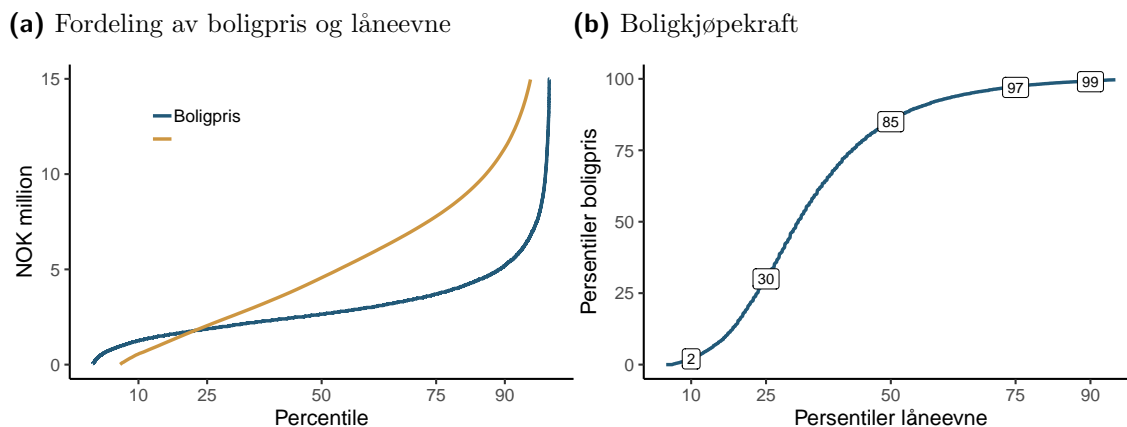 (a) Fordeling av boligpris og låneevne
15
10
5
0
NOK million
Boligpris
10 25 50 75 90
Percentile
(b) Boligkjøpekraft
100
75
50
25
0
Persentiler boligpris
2
30
85
97
99
10 25 50 75 90
Persentiler låneevne